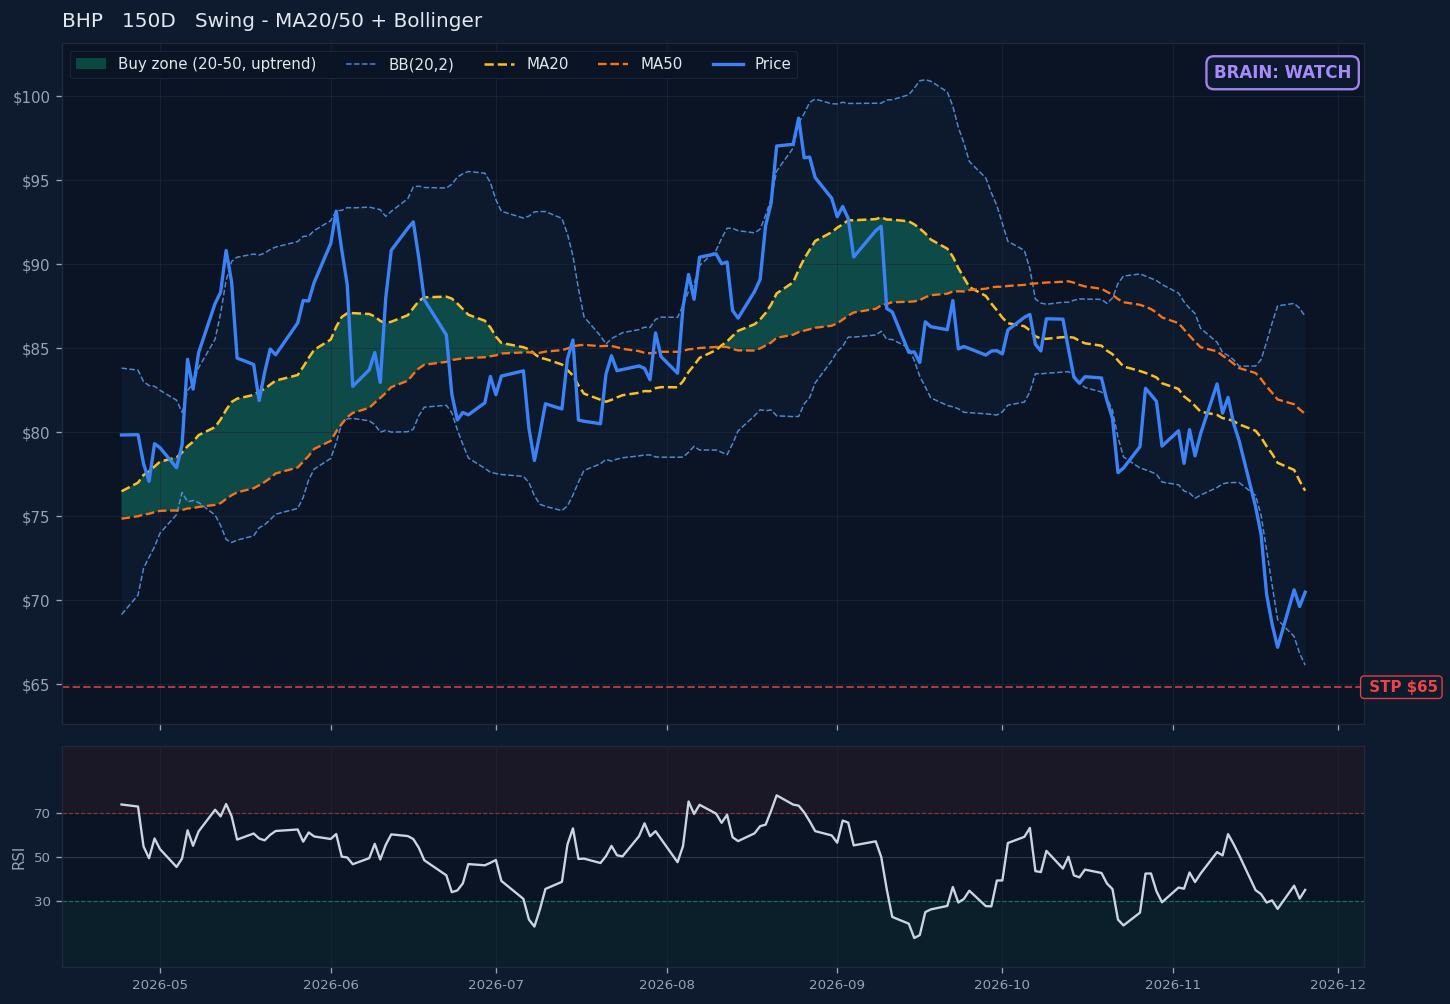 BHP 150D Swing - MA20/50 + Bollinger
Buy zone (20-50, uptrend) BB(20,2) MA20 MA50 Price
BRAIN: WATCH
$100
$95
$90
$85
$80
$75
$70
$65
STP $65
70
50
30
RSI
2026-05 2026-06 2026-07 2026-08 2026-09 2026-10 2026-11 2026-12